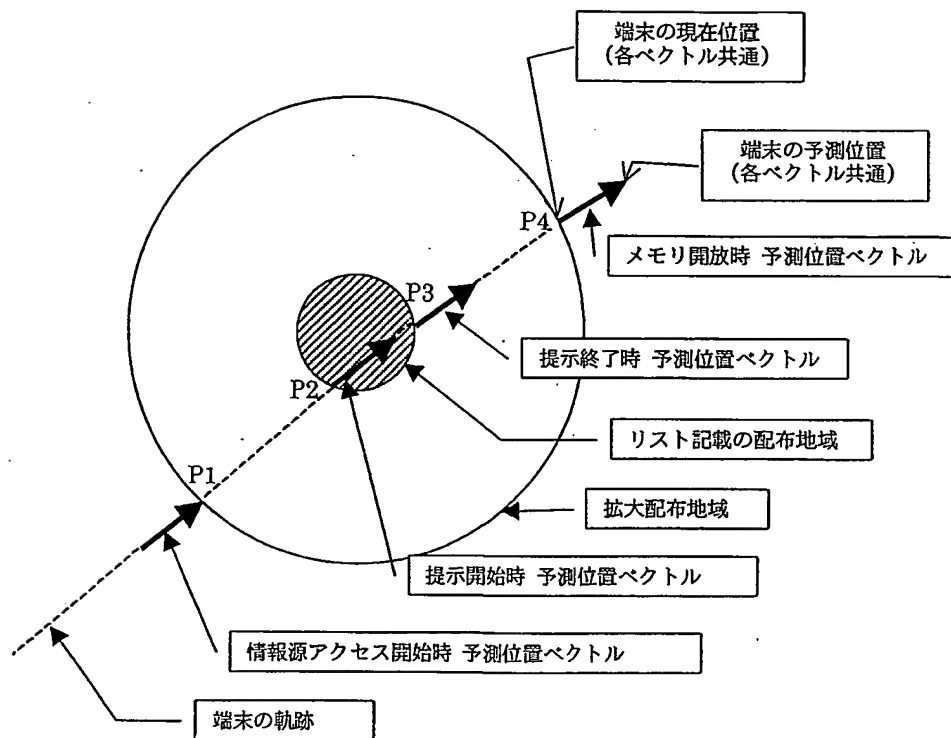 端末の現在位置
(各ベクトル共通)
端末の予測位置
(各ベクトル共通)
P4
メモリ開放時 予測位置ベクトル
P3
提示終了時 予測位置ベクトル
P2
リスト記載の配布地域
P1
拡大配布地域
提示開始時 予測位置ベクトル
情報源アクセス開始時 予測位置ベクトル
端末の軌跡